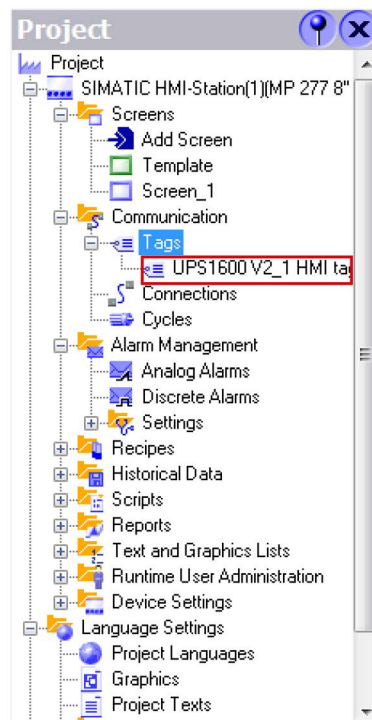 Project
Project
SIMATIC HMI-Station(1)(MP 277 8"
Screens
Add Screen
Template
Screen_1
Communication
Tags
UPS1600 V2_1 HMI tag
Connections
Cycles
Alarm Management
Analog Alarms
Discrete Alarms
Settings
Recipes
Historical Data
Scripts
Reports
Text and Graphics Lists
Runtime User Administration
Device Settings
Language Settings
Project Languages
Graphics
Project Texts